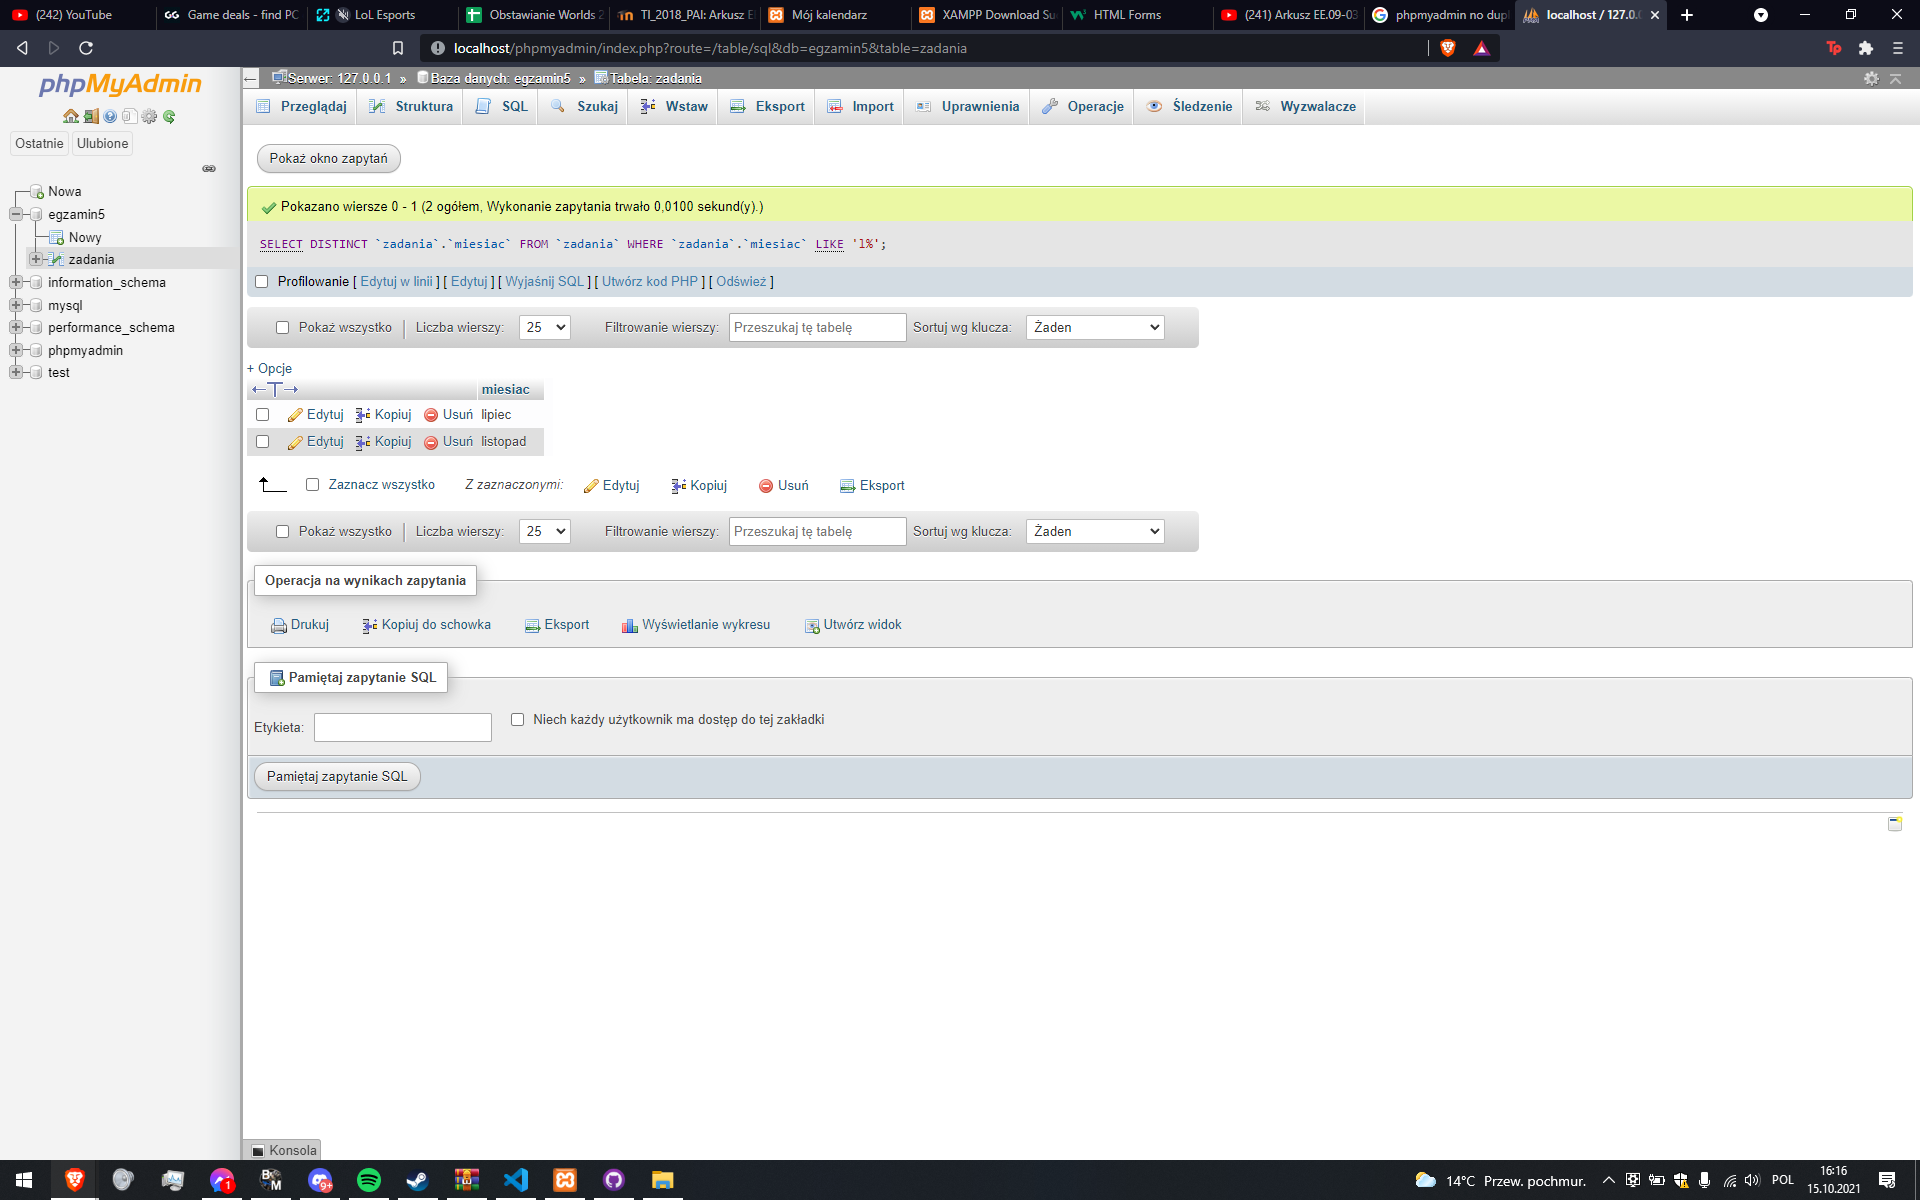 (242) YouTube
Game deals - find PC
LoL Esports
Obstawianie Worlds 2
TI_2018_PAI: Arkusz E
Mój kalendarz
XAMPP Download Su
HTML Forms
(241) Arkusz EE.09-03
phpmyadmin no dupl
localhost / 127.0.
localhost/phpmyadmin/index.php?route=/table/sql&db=egzamin5&table=zadania
Tp
phpMyAdmin
Ostatnie
Ulubione
Nowa
egzamin5
Nowy
zadania
information_schema
mysql
performance_schema
phpmyadmin
test
Serwer: 127.0.0.1 » Baza danych: egzamin5 » Tabela: zadania
Przeglądaj
Struktura
SQL
Szukaj
Wstaw
Eksport
Import
Uprawnienia
Operacje
Śledzenie
Wyzwalacze
Pokaż okno zapytań
Pokazano wiersze 0 - 1 (2 ogółem, Wykonanie zapytania trwało 0,0100 sekund(y).)
SELECT DISTINCT `zadania`.`miesiac` FROM `zadania` WHERE `zadania`.`miesiac` LIKE 'l%';
Profilowanie [ Edytuj w linii ] [ Edytuj ] [ Wyjaśnij SQL ] [ Utwórz kod PHP ] [ Odśwież ]
Pokaż wszystko | Liczba wierszy: 25 Filtrowanie wierszy: Przeszukaj tę tabelę Sortuj wg klucza: Żaden
+ Opcje
←T→ miesiac
Edytuj Kopiuj Usuń lipiec
Edytuj Kopiuj Usuń listopad
Zaznacz wszystko Z zaznaczonymi: Edytuj Kopiuj Usuń Eksport
Pokaż wszystko | Liczba wierszy: 25 Filtrowanie wierszy: Przeszukaj tę tabelę Sortuj wg klucza: Żaden
Operacja na wynikach zapytania
Drukuj Kopiuj do schowka Eksport Wyświetlanie wykresu Utwórz widok
Pamiętaj zapytanie SQL
Etykieta: Niech każdy użytkownik ma dostęp do tej zakładki
Pamiętaj zapytanie SQL
Konsola
14°C Przew. pochmur.
POL
16:16
15.10.2021